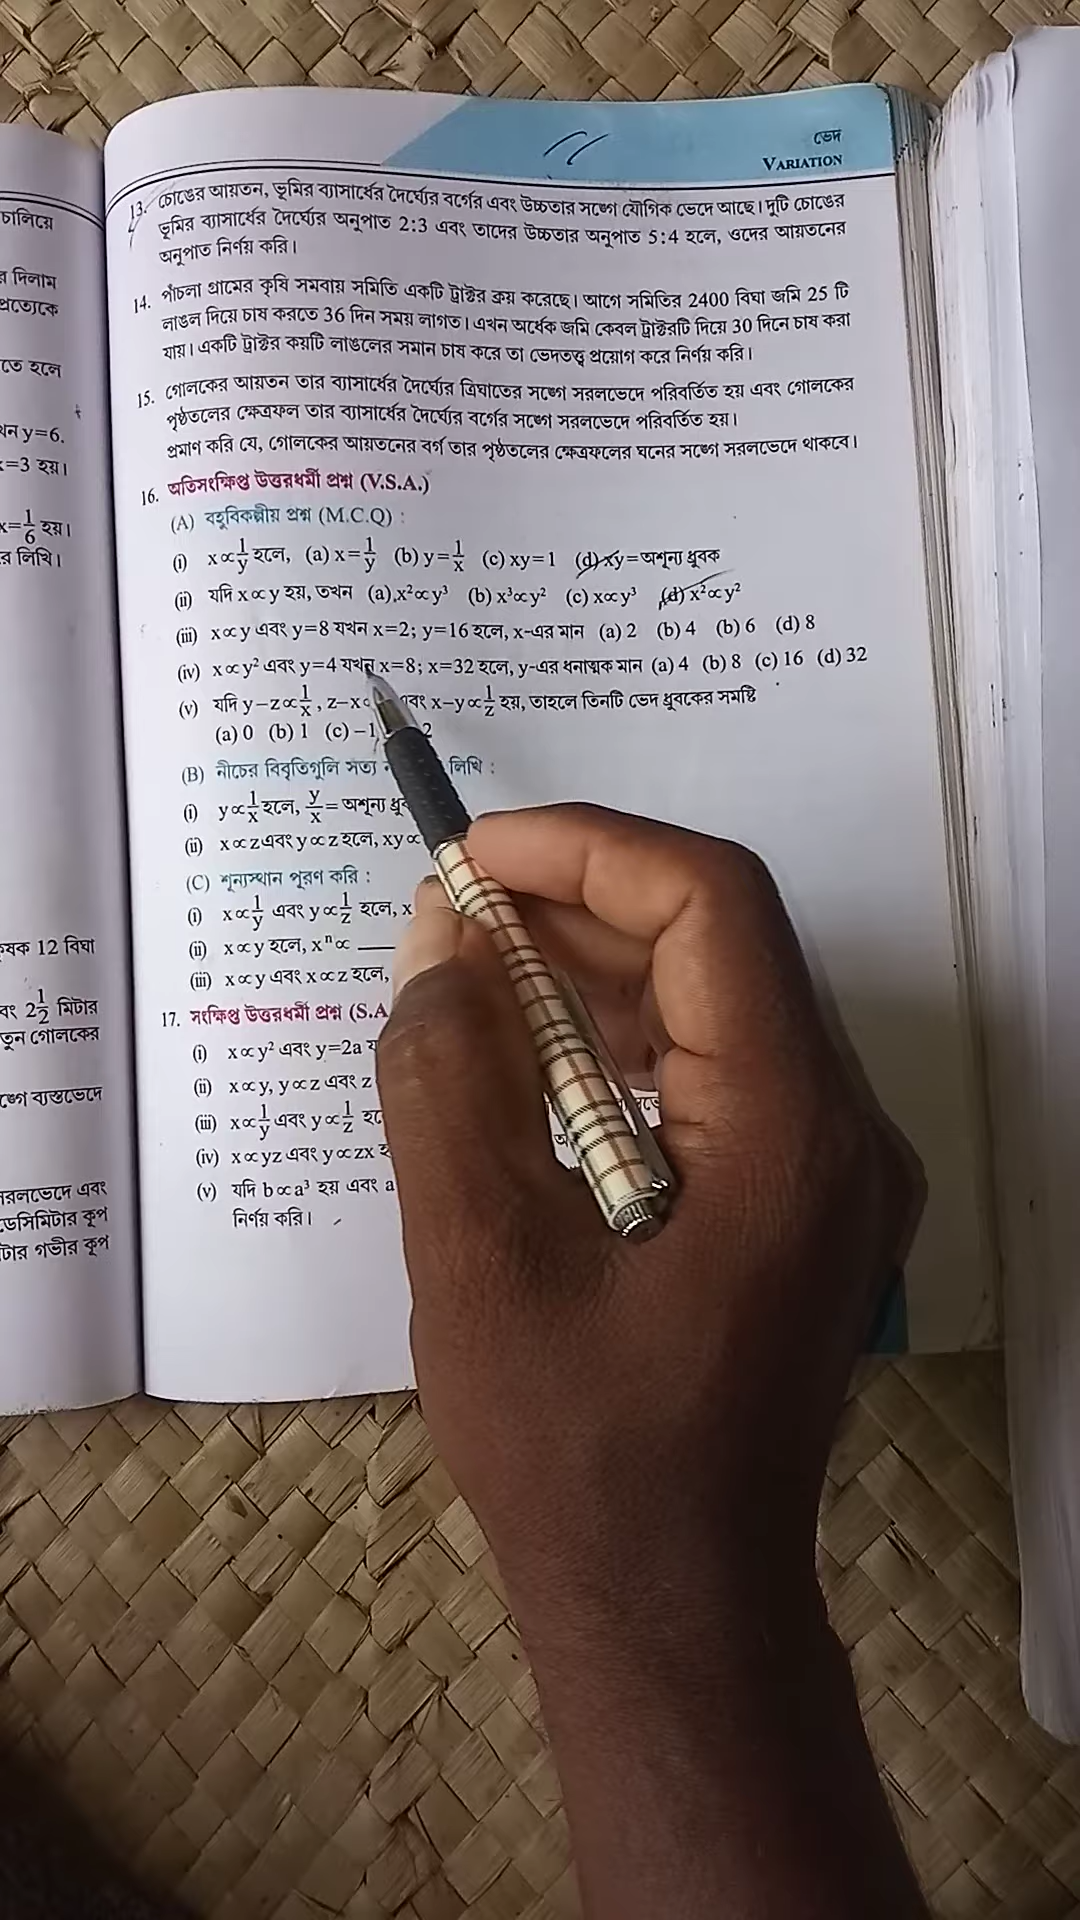 ভেদ
VARIATION
চালিয়ে
র দিলাম
প্রত্যেকে
তে হলে
খন y=6.
x=3 হয়।
x=1/6 হয়।
র লিখি।
কৃষক 12 বিঘা
বং 2 1/2 মিটার
তুন গোলকের
ঙ্গে ব্যস্তভেদে
সরলভেদে এবং
ডেসিমিটার কূপ
টার গভীর কূপ
13. চোঙের আয়তন, ভূমির ব্যাসার্ধের দৈর্ঘ্যের বর্গের এবং উচ্চতার সঙ্গে যৌগিক ভেদে আছে। দুটি চোঙের
ভূমির ব্যাসার্ধের দৈর্ঘ্যের অনুপাত 2:3 এবং তাদের উচ্চতার অনুপাত 5:4 হলে, ওদের আয়তনের
অনুপাত নির্ণয় করি।
14. পাঁচলা গ্রামের কৃষি সমবায় সমিতি একটি ট্রাক্টর ক্রয় করেছে। আগে সমিতির 2400 বিঘা জমি 25 টি
লাঙল দিয়ে চাষ করতে 36 দিন সময় লাগত। এখন অর্ধেক জমি কেবল ট্রাক্টরটি দিয়ে 30 দিনে চাষ করা
যায়। একটি ট্রাক্টর কয়টি লাঙলের সমান চাষ করে তা ভেদতত্ত্ব প্রয়োগ করে নির্ণয় করি।
15. গোলকের আয়তন তার ব্যাসার্ধের দৈর্ঘ্যের ত্রিঘাতের সঙ্গে সরলভেদে পরিবর্তিত হয় এবং গোলকের
পৃষ্ঠতলের ক্ষেত্রফল তার ব্যাসার্ধের দৈর্ঘ্যের বর্গের সঙ্গে সরলভেদে পরিবর্তিত হয়।
প্রমাণ করি যে, গোলকের আয়তনের বর্গ তার পৃষ্ঠতলের ক্ষেত্রফলের ঘনের সঙ্গে সরলভেদে থাকবে।
16. অতিসংক্ষিপ্ত উত্তরধর্মী প্রশ্ন (V.S.A.)
(A) বহুবিকল্পীয় প্রশ্ন (M.C.Q) :
(i) x∝1/y হলে, (a) x=1/y (b) y=1/x (c) xy=1 (d) xy=অশূন্য ধ্রুবক
(ii) যদি x∝y হয়, তখন (a) x²∝y³ (b) x³∝y² (c) x∝y³ (d) x²∝y²
(iii) x∝y এবং y=8 যখন x=2; y=16 হলে, x-এর মান (a) 2 (b) 4 (b) 6 (d) 8
(iv) x∝y² এবং y=4 যখন x=8; x=32 হলে, y-এর ধনাত্মক মান (a) 4 (b) 8 (c) 16 (d) 32
(v) যদি y−z∝1/x, z−x∝ এবং x−y∝1/z হয়, তাহলে তিনটি ভেদ ধ্রুবকের সমষ্টি
(a) 0 (b) 1 (c) −1 2
(B) নীচের বিবৃতিগুলি সত্য লিখি :
(i) y∝1/x হলে, y/x= অশূন্য
(ii) x∝z এবং y∝z হলে, xy∝
(C) শূন্যস্থান পূরণ করি :
(i) x∝1/y এবং y∝1/z হলে, x
(ii) x∝y হলে, xⁿ∝ ____
(iii) x∝y এবং x∝z হলে,
17. সংক্ষিপ্ত উত্তরধর্মী প্রশ্ন (S.A
(i) x∝y² এবং y=2a
(ii) x∝y, y∝z এবং z
(iii) x∝1/y এবং y∝1/z
(iv) x∝yz এবং y∝zx
(v) যদি b∝a³ হয় এবং a
নির্ণয় করি।